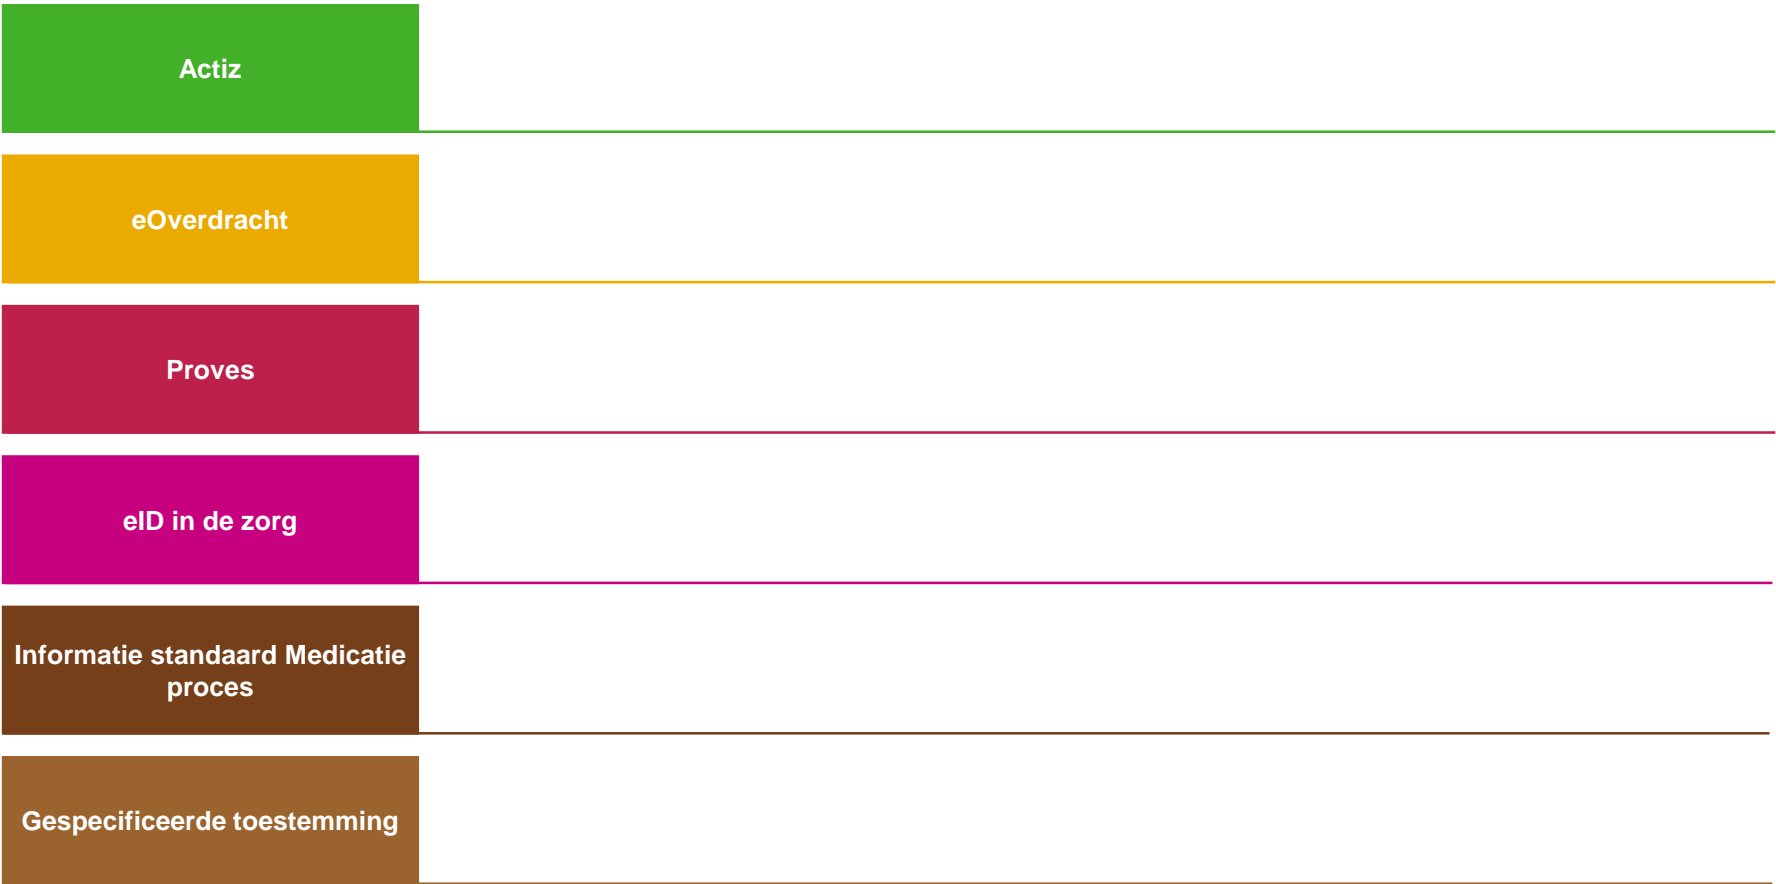 Actiz
eOverdracht
Proves
eID in de zorg
Informatie standaard Medicatie
proces
Gespecificeerde toestemming